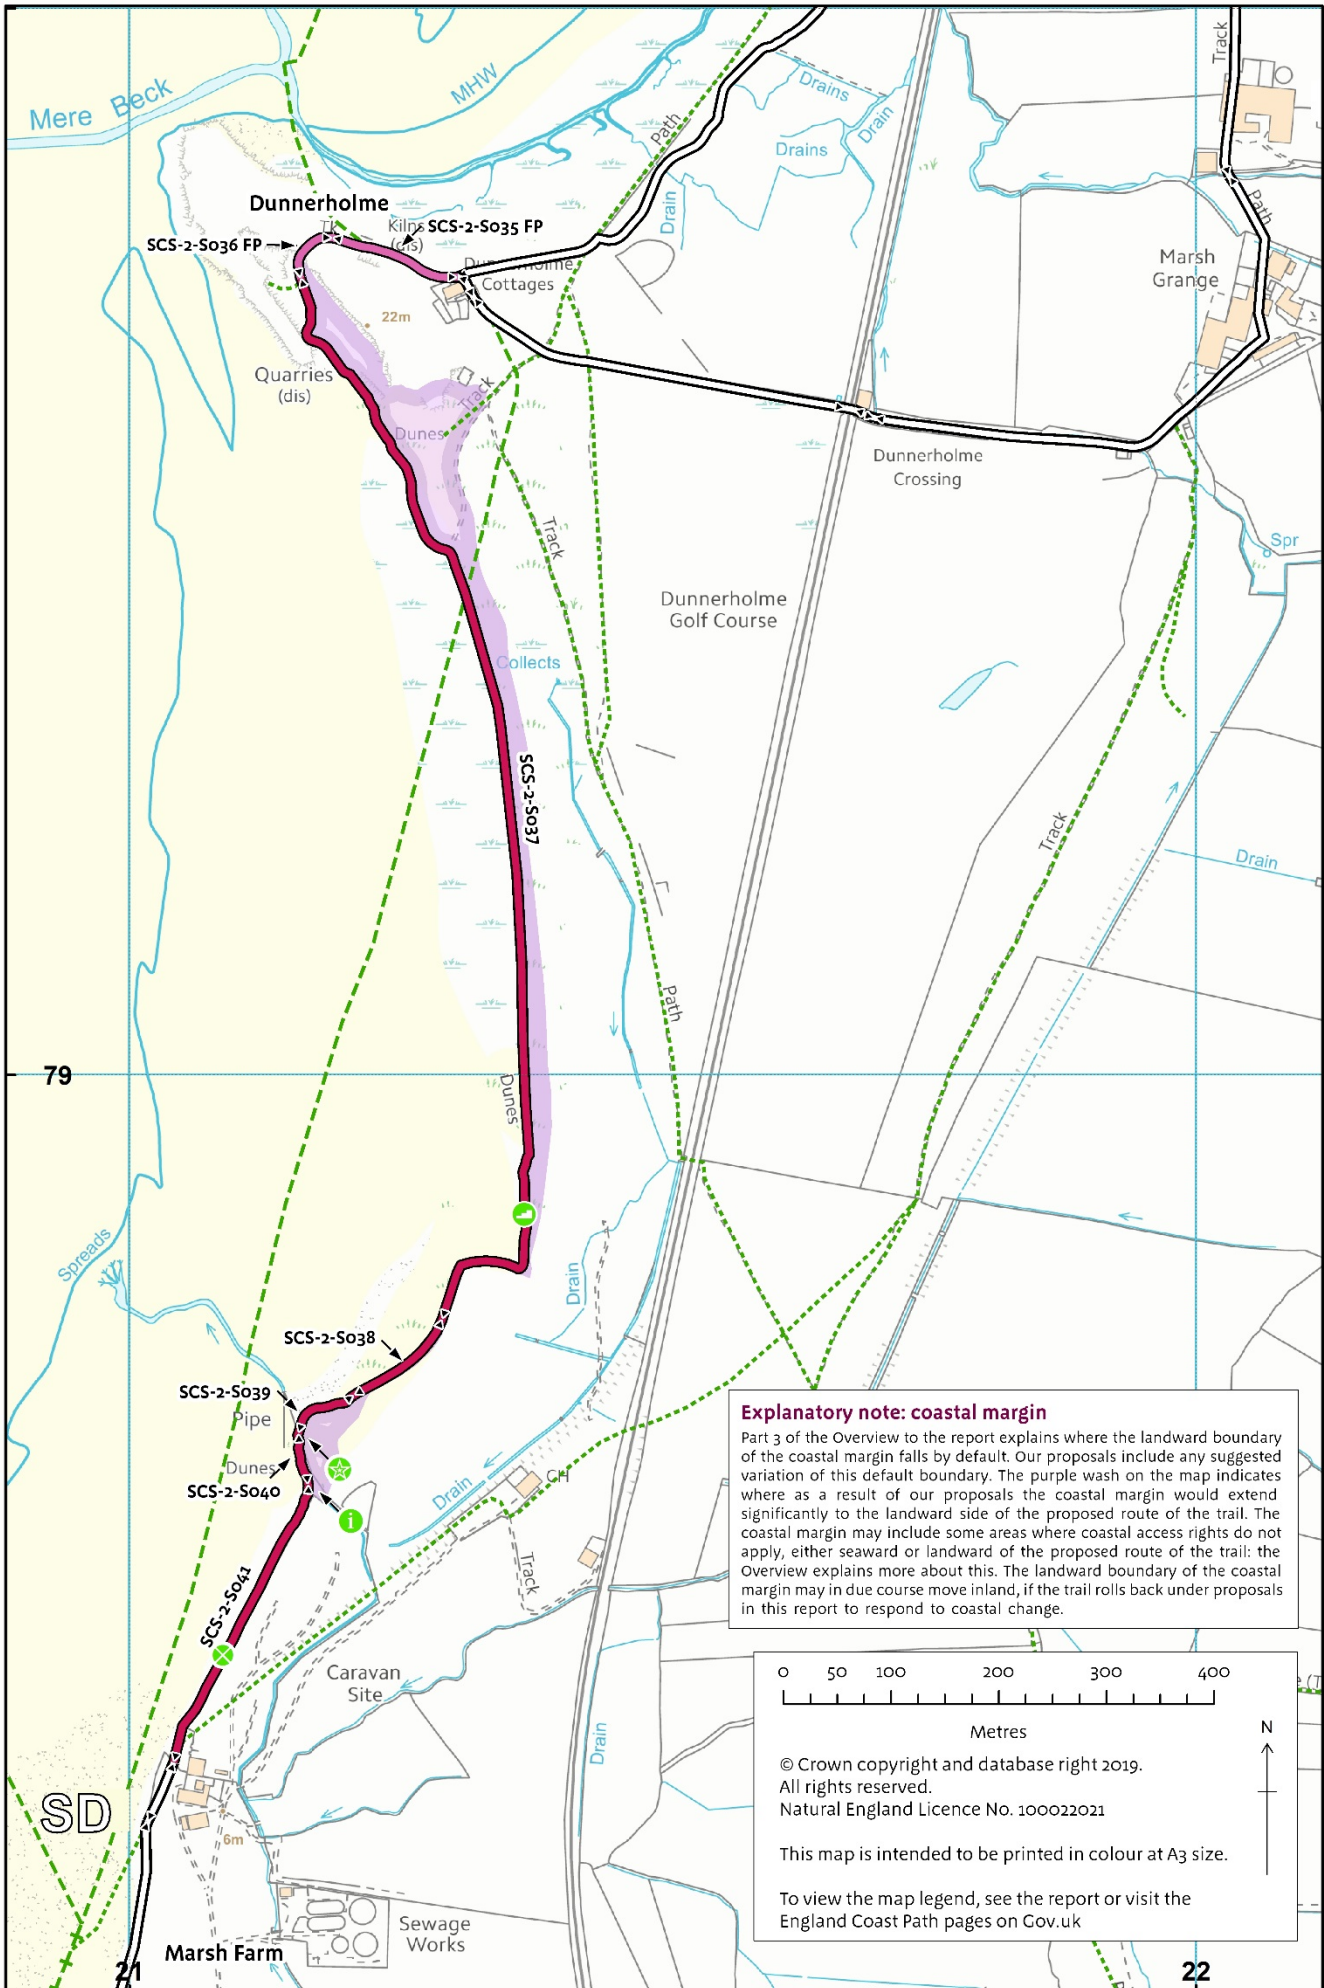 Mere Beck
MHW
Drains
Drain
Drains
Track
Path
Path
Drain
Dunnerholme
Tk
Kilns
(dis)
SCS-2-S035 FP
SCS-2-S036 FP
Dunnerholme
Cottages
Marsh
Grange
22m
Quarries
(dis)
Track
Dunes
Dunnerholme
Crossing
Track
Spr
Dunnerholme
Golf Course
Collects
SCS-2-S037
Track
Drain
Path
79
Dunes
Spreads
Drain
SCS-2-S038
SCS-2-S039
Pipe
Dunes
SCS-2-S040
i
CH
Drain
Track
SCS-2-S041
Caravan
Site
Drain
SD
6m
Sewage
Works
Marsh Farm
21
22
Explanatory note: coastal margin
Part 3 of the Overview to the report explains where the landward boundary
of the coastal margin falls by default. Our proposals include any suggested
variation of this default boundary. The purple wash on the map indicates
where as a result of our proposals the coastal margin would extend
significantly to the landward side of the proposed route of the trail. The
coastal margin may include some areas where coastal access rights do not
apply, either seaward or landward of the proposed route of the trail: the
Overview explains more about this. The landward boundary of the coastal
margin may in due course move inland, if the trail rolls back under proposals
in this report to respond to coastal change.
0 50 100 200 300 400
Metres
N
© Crown copyright and database right 2019.
All rights reserved.
Natural England Licence No. 100022021
This map is intended to be printed in colour at A3 size.
To view the map legend, see the report or visit the
England Coast Path pages on Gov.uk